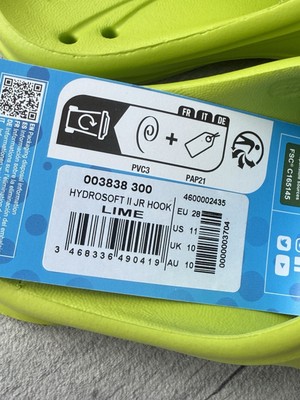 FR IT DE
PVC3
PAP21
FSC® C165145
003838 300
HYDROSOFT II JR HOOK
LIME
3 468336 490419
4600002435
EU 28
US 11
UK 10
AU 10
0000003704